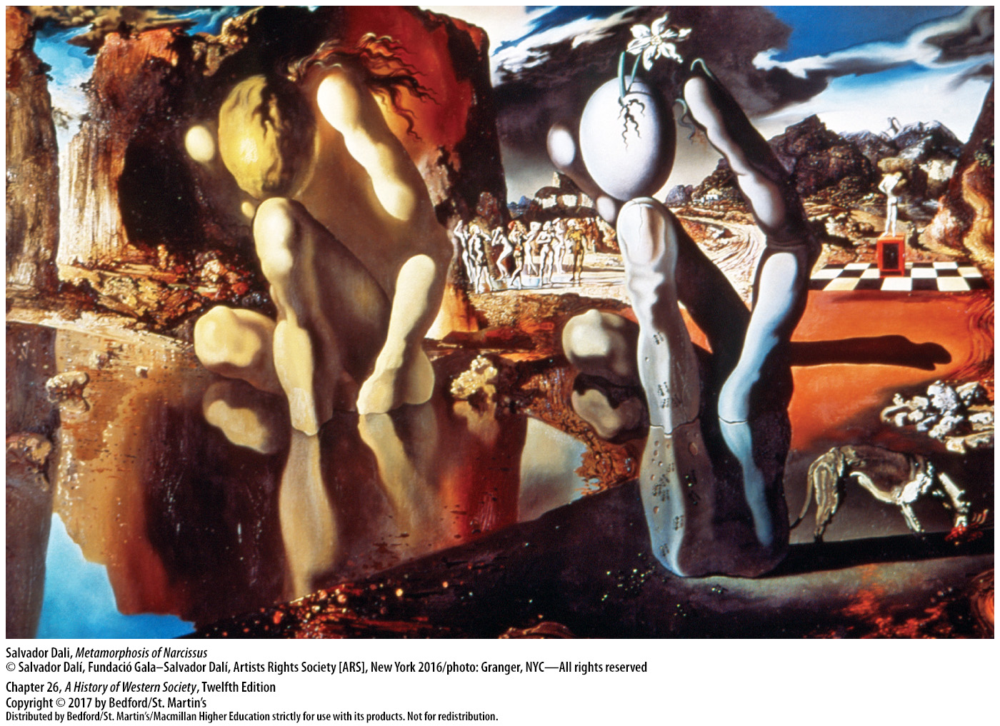 Salvador Dali, Metamorphosis of Narcissus
© Salvador Dalí, Fundació Gala–Salvador Dalí, Artists Rights Society [ARS], New York 2016/photo: Granger, NYC—All rights reserved
Chapter 26, A History of Western Society, Twelfth Edition
Copyright © 2017 by Bedford/St. Martin’s
Distributed by Bedford/St. Martin’s/Macmillan Higher Education strictly for use with its products. Not for redistribution.